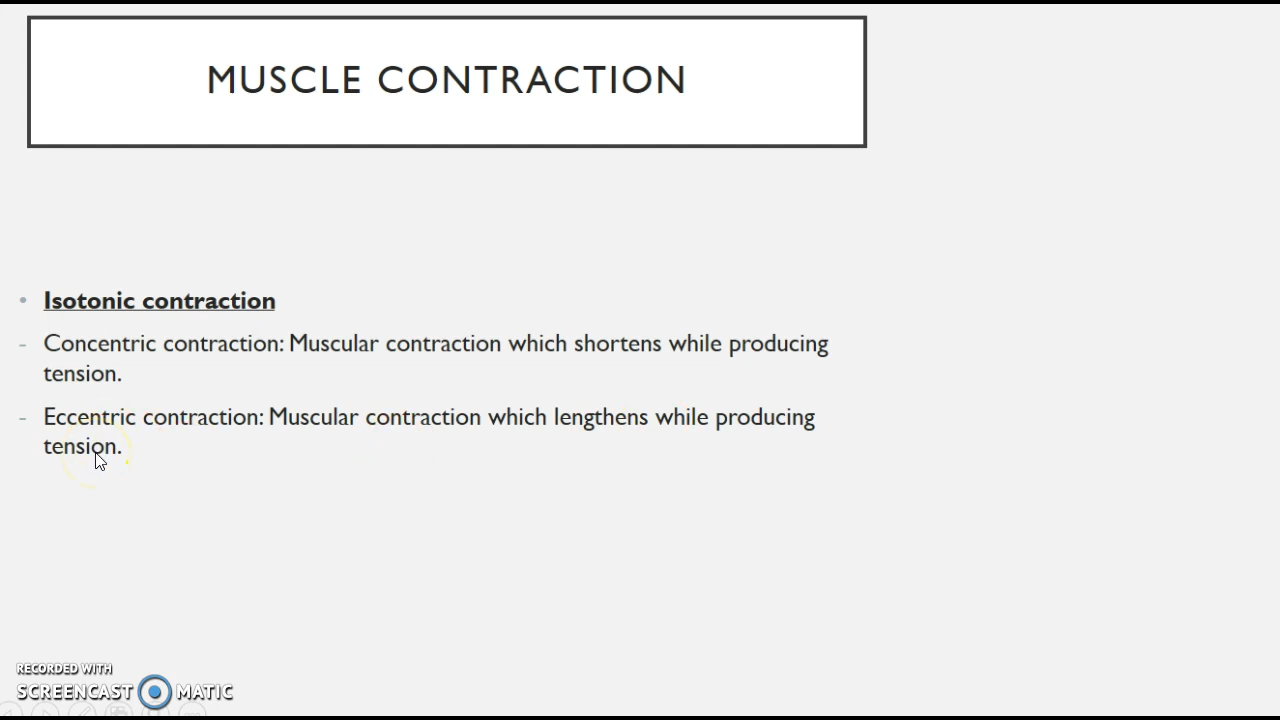 MUSCLE CONTRACTION
• Isotonic contraction
- Concentric contraction: Muscular contraction which shortens while producing
tension.
- Eccentric contraction: Muscular contraction which lengthens while producing
tension.
RECORDED WITH
SCREENCAST MATIC